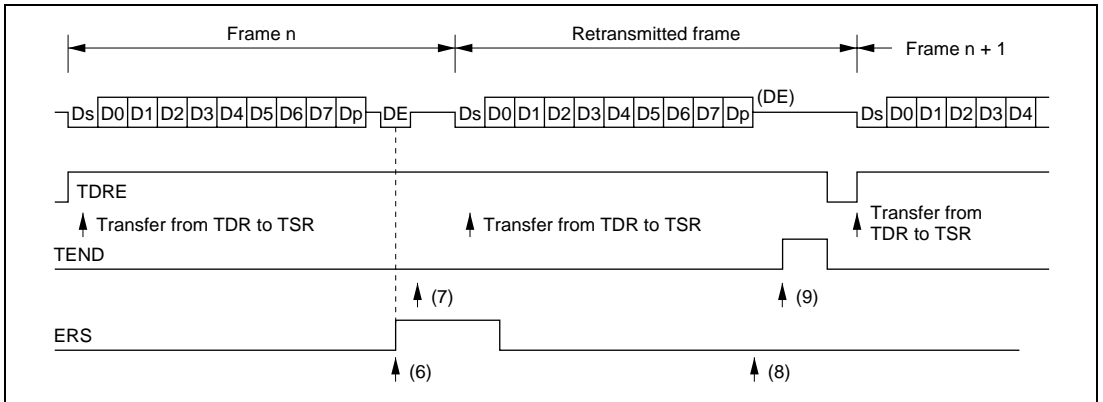 Frame n Retransmitted frame Frame n + 1
Ds D0 D1 D2 D3 D4 D5 D6 D7 Dp DE Ds D0 D1 D2 D3 D4 D5 D6 D7 Dp (DE) Ds D0 D1 D2 D3 D4
TDRE
Transfer from TDR to TSR Transfer from TDR to TSR Transfer from
TDR to TSR
TEND
(7) (9)
ERS
(6) (8)